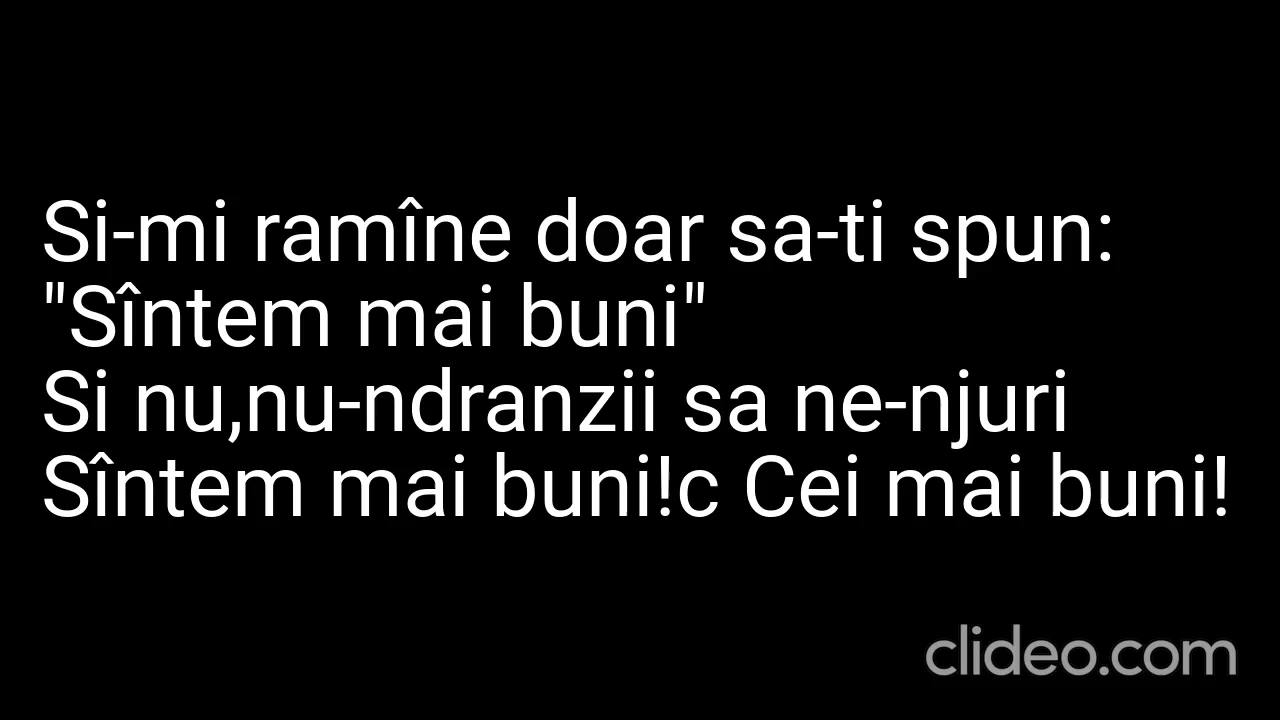 Si-mi ramîne doar sa-ti spun:
"Sîntem mai buni"
Si nu,nu-ndranzii sa ne-njuri
Sîntem mai buni!c Cei mai buni!
clideo.com